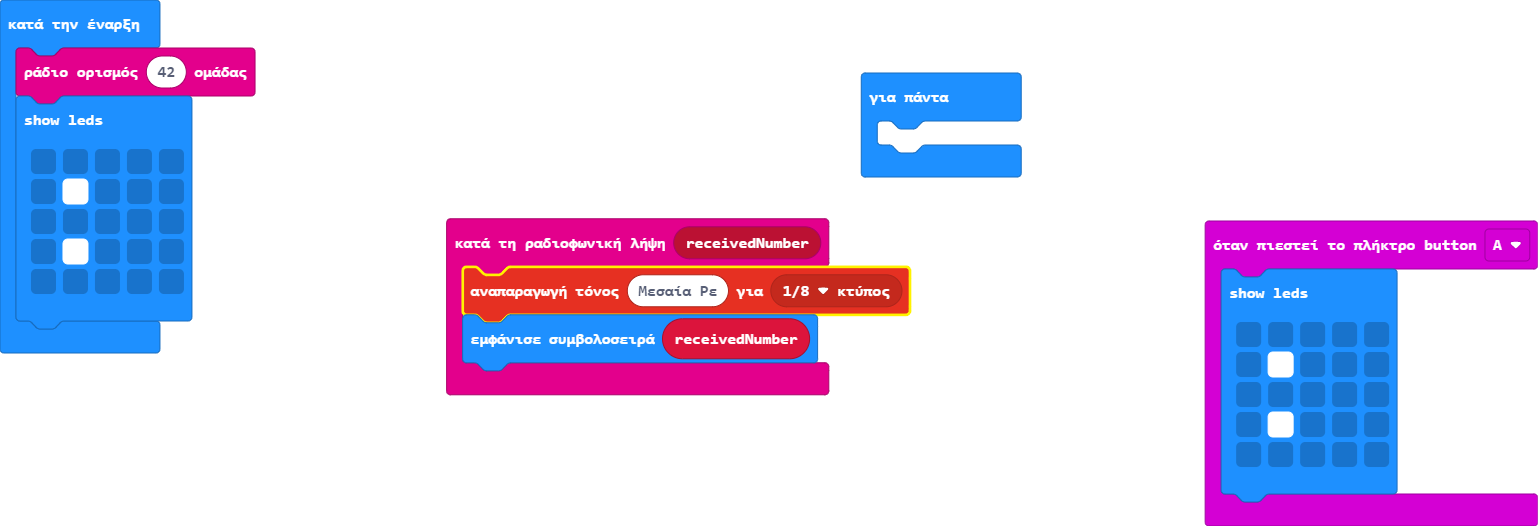 κατά την έναρξη
ράδιο ορισμός 42 ομάδας
show leds
για πάντα
κατά τη ραδιοφωνική λήψη receivedNumber
αναπαραγωγή τόνος Μεσαία Ρε για 1/8 κτύπος
εμφάνισε συμβολοσειρά receivedNumber
όταν πιεστεί το πλήκτρο button A
show leds